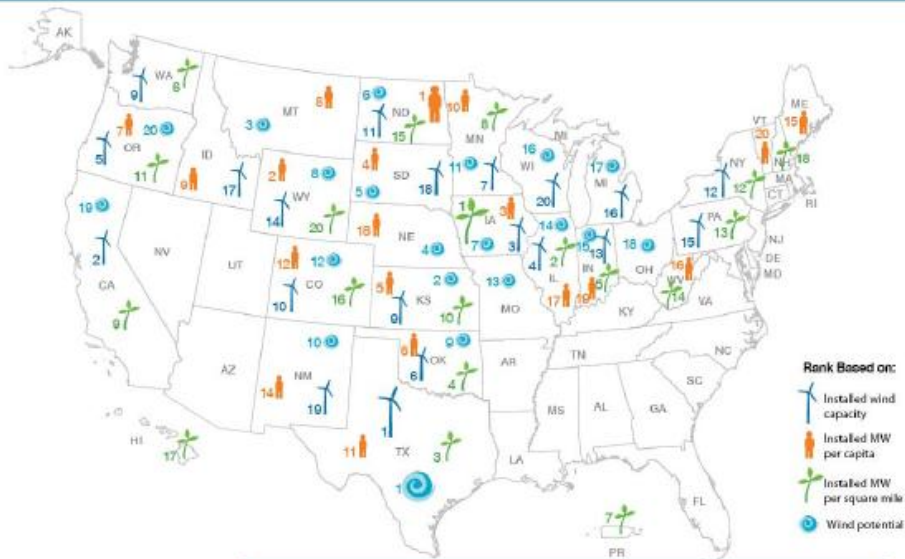 AK
WA
9
8
MT
3
8
6
ND
1
11
15
10
MN
8
11
7
ME
15
VT
20
NH
18
OR
7
20
5
11
ID
9
17
WY
2
8
14
20
4
SD
5
18
WI
16
20
MI
MI
17
16
NY
12
12
MA
CT
RI
19
CA
2
9
NV
UT
NE
18
4
IA
1
3
7
3
IL
14
4
2
17
IN
15
13
5
19
OH
18
PA
15
13
NJ
DE
MD
WV
16
14
VA
CO
12
12
10
16
KS
5
2
9
10
MO
13
KY
AZ
NM
10
14
19
OK
6
9
6
4
AR
TN
NC
SC
MS
AL
GA
LA
FL
TX
1
11
3
1
HI
17
7
PR
Rank Based on:
Installed wind
capacity
Installed MW
per capita
Installed MW
per square mile
Wind potential